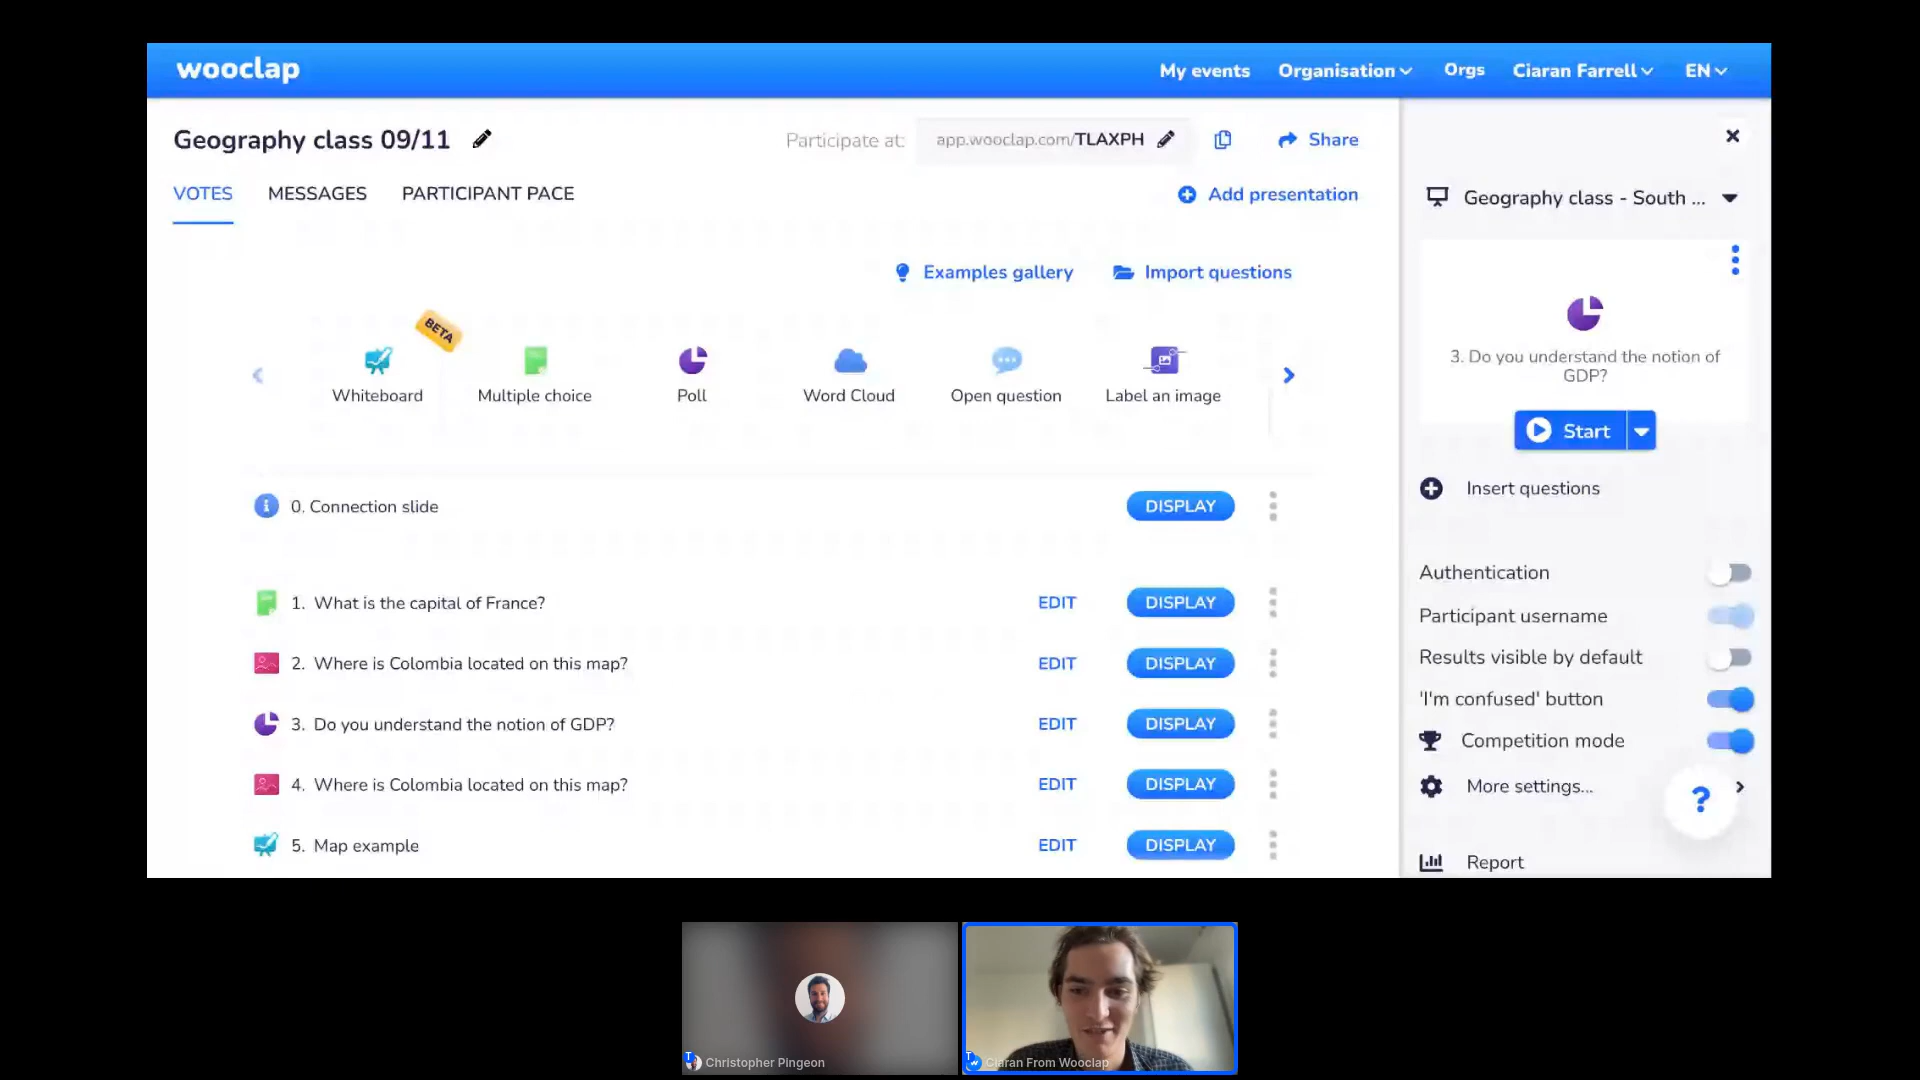 wooclap
My events
Organisation
Orgs
Ciaran Farrell
EN
Geography class 09/11
Participate at:
app.wooclap.com/TLAXPH
Share
VOTES
MESSAGES
PARTICIPANT PACE
Add presentation
Examples gallery
Import questions
BETA
Whiteboard
Multiple choice
Poll
Word Cloud
Open question
Label an image
0. Connection slide
DISPLAY
1. What is the capital of France?
EDIT
DISPLAY
2. Where is Colombia located on this map?
EDIT
DISPLAY
3. Do you understand the notion of GDP?
EDIT
DISPLAY
4. Where is Colombia located on this map?
EDIT
DISPLAY
5. Map example
EDIT
DISPLAY
Geography class - South ...
3. Do you understand the notion of
GDP?
Start
Insert questions
Authentication
Participant username
Results visible by default
'I'm confused' button
Competition mode
More settings...
?
Report
T
Christopher Pingeon
T
Ciaran From Wooclap